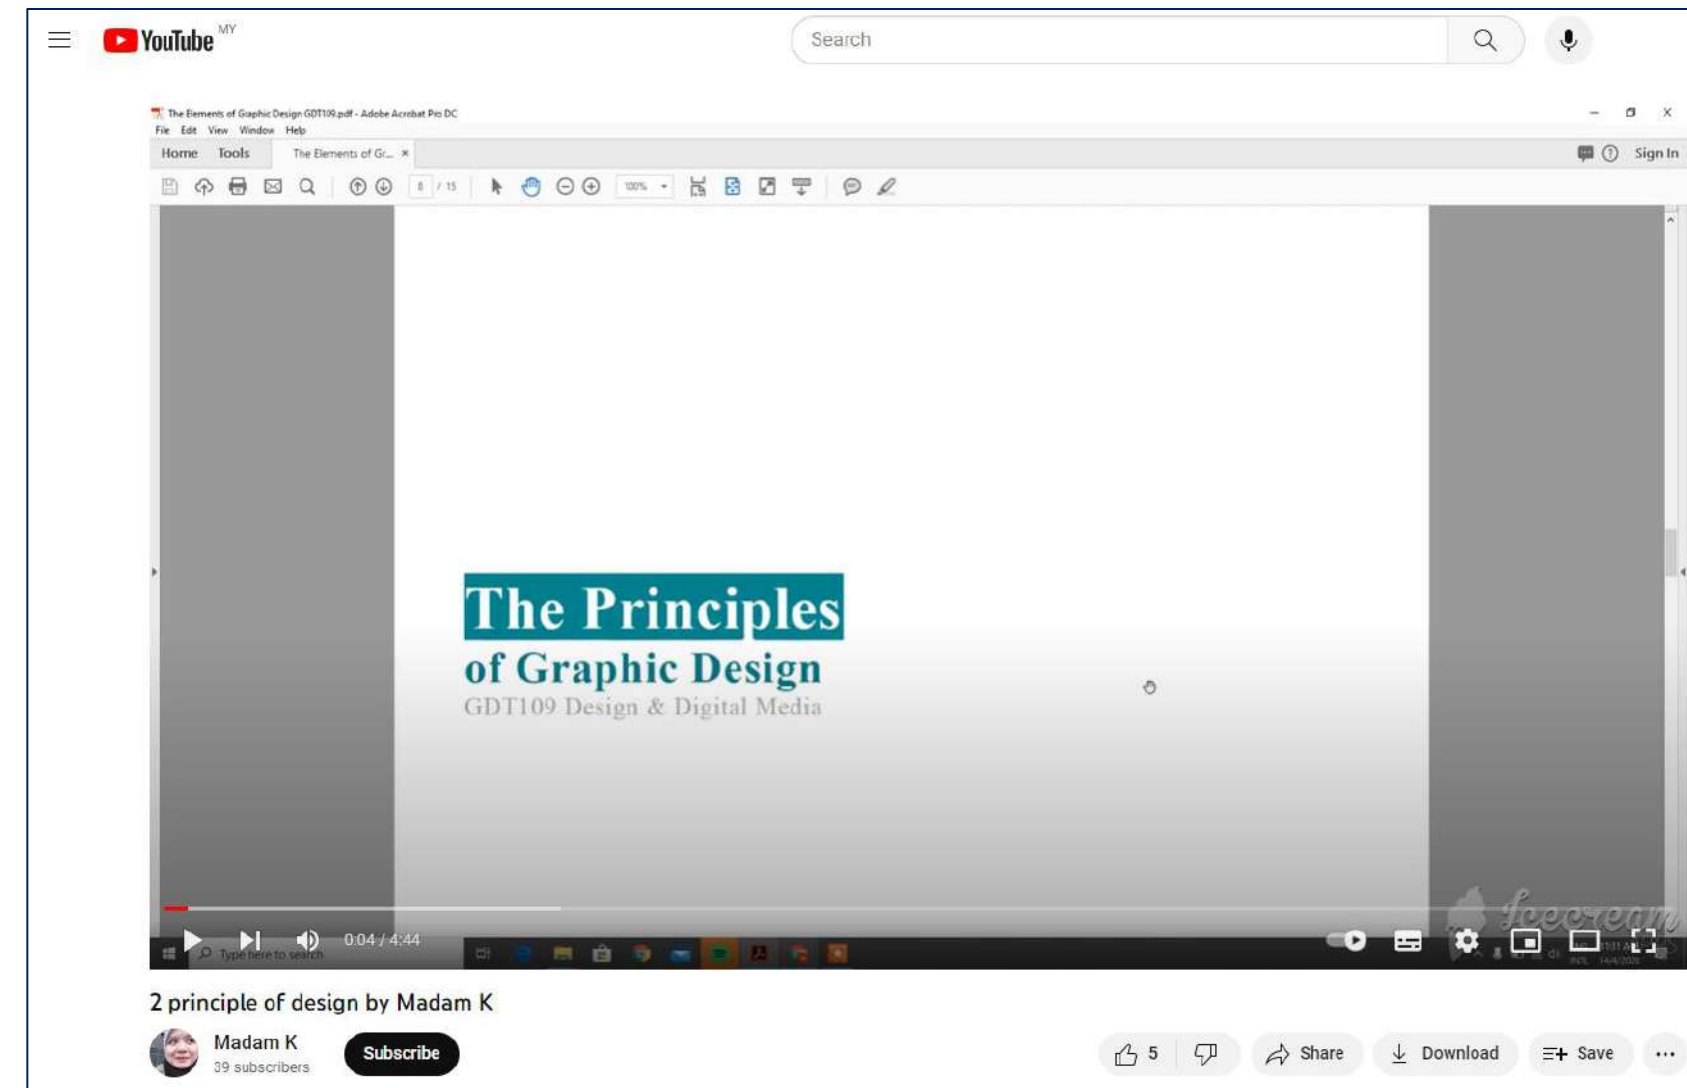 YouTube MY
Search
The Elements of Graphic Design GDT109.pdf - Adobe Acrobat Pro DC
File Edit View Window Help
Home Tools The Elements of Gr... × Sign In
8 / 15 100%
The Principles
of Graphic Design
GDT109 Design & Digital Media
Icecream
0:04 / 4:44
Type here to search
2 principle of design by Madam K
Madam K
39 subscribers
Subscribe
5 Share Download Save